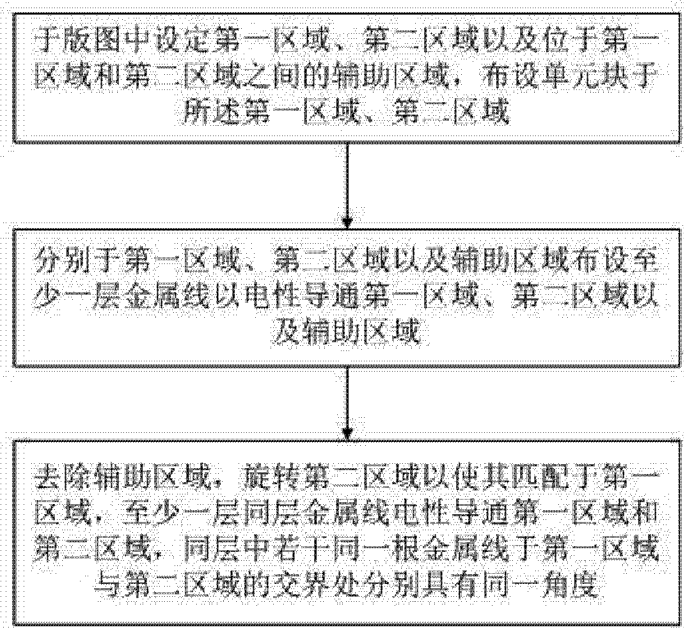 于版图中设定第一区域、第二区域以及位于第一
区域和第二区域之间的辅助区域，布设单元块于
所述第一区域、第二区域
分别于第一区域、第二区域以及辅助区域布设至
少一层金属线以电性导通第一区域、第二区域以
及辅助区域
去除辅助区域，旋转第二区域以使其匹配于第一
区域，至少一层同层金属线电性导通第一区域和
第二区域，同层中若干同一根金属线于第一区域
与第二区域的交界处分别具有同一角度